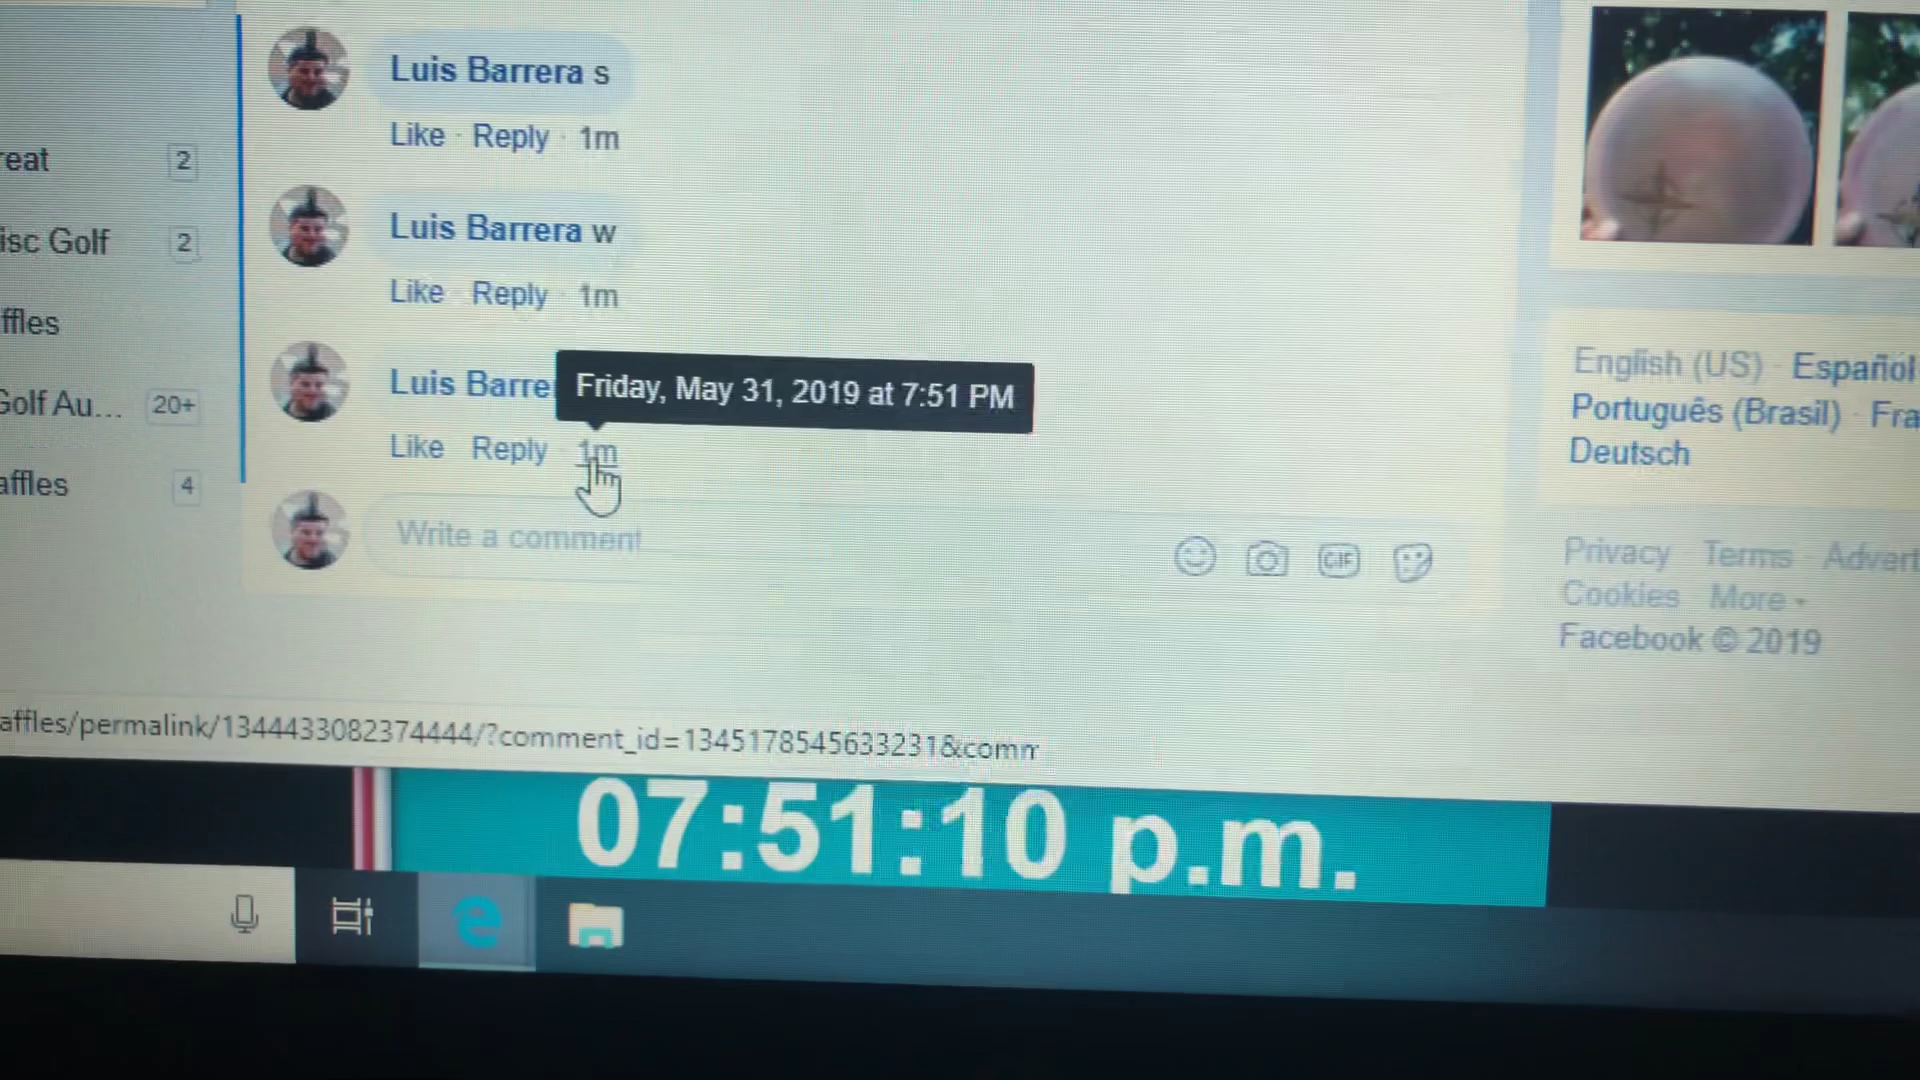 Luis Barrera s
Like · Reply · 1m
Luis Barrera w
Like · Reply · 1m
Luis Barre
Friday, May 31, 2019 at 7:51 PM
Like Reply 1m
Write a comment
GIF
reat 2
isc Golf 2
ffles
Golf Au... 20+
affles 4
English (US) · Español
Português (Brasil) · Fra
Deutsch
Privacy Terms · Advert
Cookies More
Facebook © 2019
affles/permalink/1344433082374444/?comment_id=1345178545633231&comm
07:51:10 p.m.